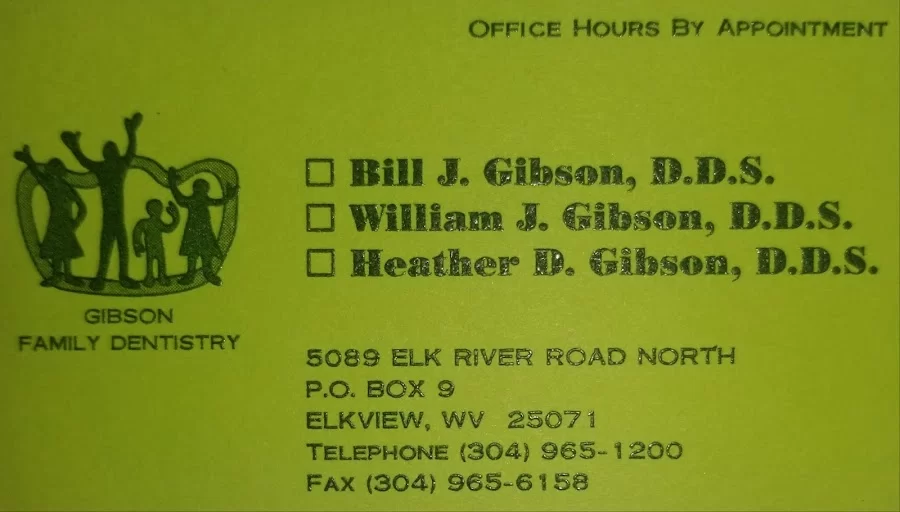 OFFICE HOURS BY APPOINTMENT
☐ Bill J. Gibson, D.D.S.
☐ William J. Gibson, D.D.S.
☐ Heather D. Gibson, D.D.S.
GIBSON
FAMILY DENTISTRY
5089 ELK RIVER ROAD NORTH
P.O. BOX 9
ELKVIEW, WV 25071
TELEPHONE (304) 965-1200
FAX (304) 965-6158